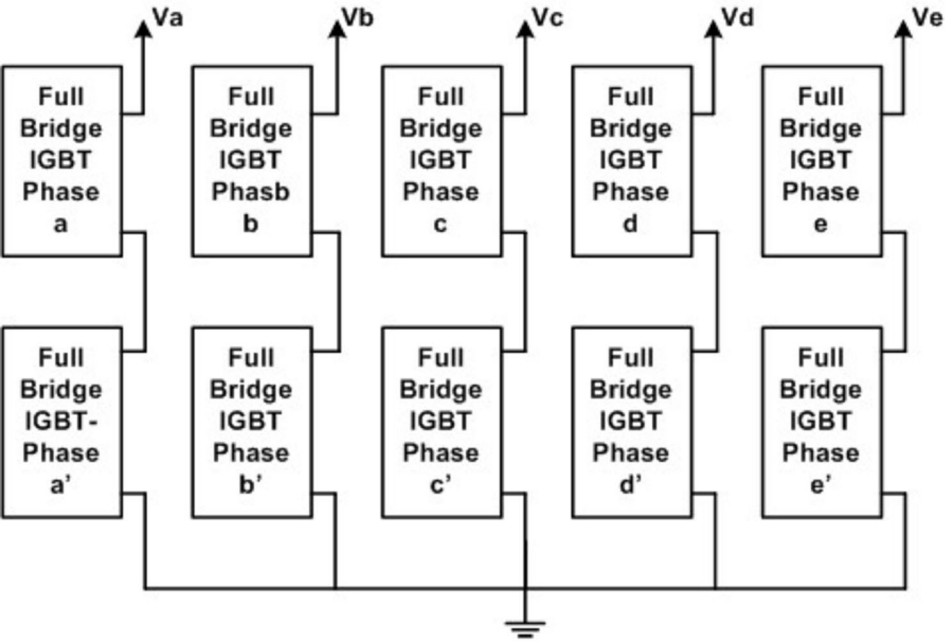 Va
Vb
Vc
Vd
Ve
Full
Bridge
IGBT
Phase
a
Full
Bridge
IGBT
Phasb
b
Full
Bridge
IGBT
Phase
c
Full
Bridge
IGBT
Phase
d
Full
Bridge
IGBT
Phase
e
Full
Bridge
IGBT-
Phase
a’
Full
Bridge
IGBT
Phase
b’
Full
Bridge
IGBT
Phase
c’
Full
Bridge
IGBT
Phase
d’
Full
Bridge
IGBT
Phase
e’